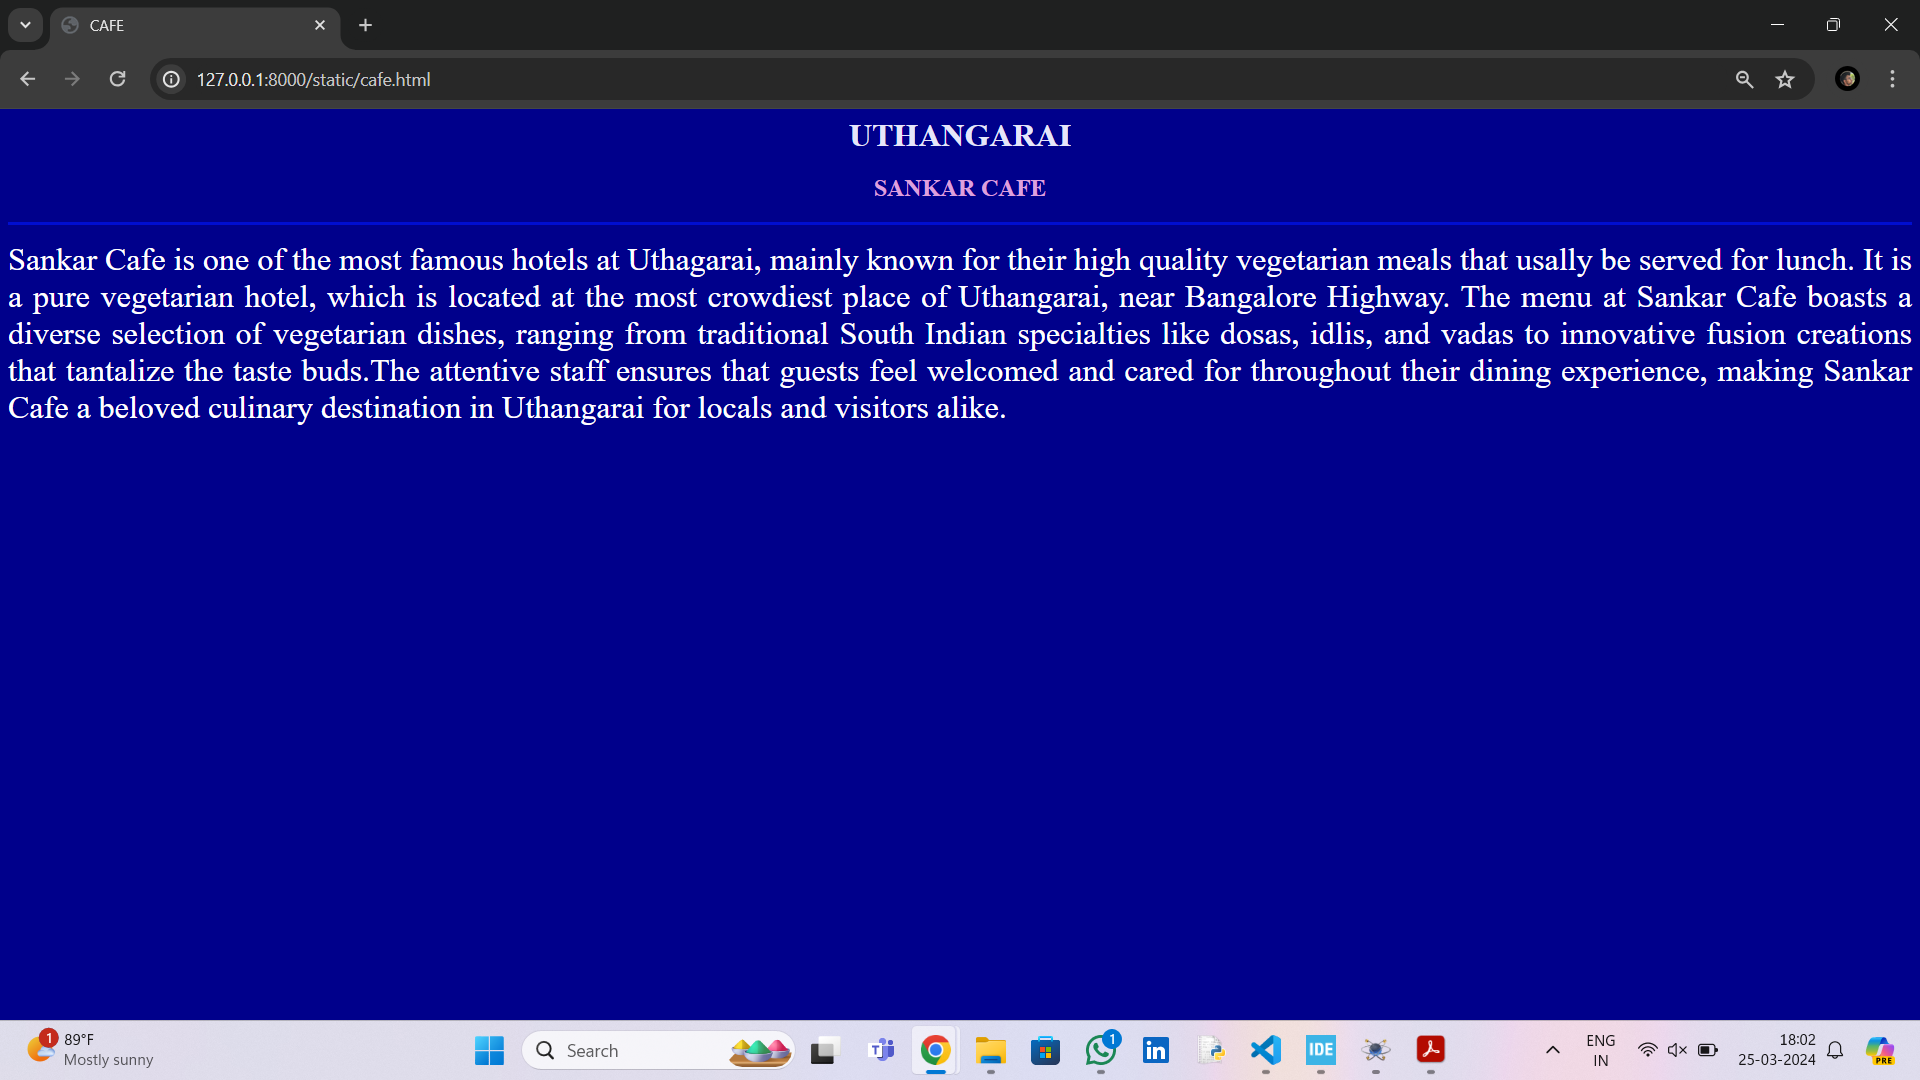 CAFE
127.0.0.1:8000/static/cafe.html
UTHANGARAI
SANKAR CAFE
Sankar Cafe is one of the most famous hotels at Uthagarai, mainly known for their high quality vegetarian meals that usally be served for lunch. It is
a pure vegetarian hotel, which is located at the most crowdiest place of Uthangarai, near Bangalore Highway. The menu at Sankar Cafe boasts a
diverse selection of vegetarian dishes, ranging from traditional South Indian specialties like dosas, idlis, and vadas to innovative fusion creations
that tantalize the taste buds.The attentive staff ensures that guests feel welcomed and cared for throughout their dining experience, making Sankar
Cafe a beloved culinary destination in Uthangarai for locals and visitors alike.
1
89°F
Mostly sunny
Search
T
1
in
IDE
ENG
IN
18:02
25-03-2024
PRE